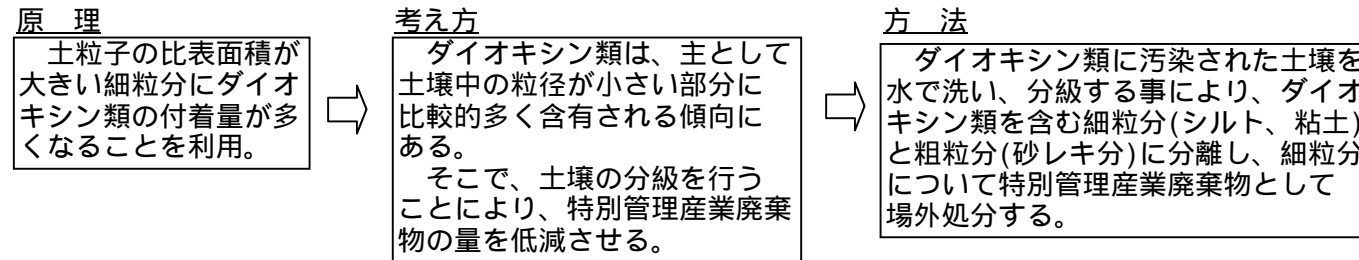 原　理
　土粒子の比表面積が
大きい細粒分にダイオ
キシン類の付着量が多
くなることを利用。
考え方
　ダイオキシン類は、主として
土壌中の粒径が小さい部分に
比較的多く含有される傾向に
ある。
　そこで、土壌の分級を行う
ことにより、特別管理産業廃棄
物の量を低減させる。
方　法
　ダイオキシン類に汚染された土壌を
水で洗い、分級する事により、ダイオ
キシン類を含む細粒分(シルト、粘土)
と粗粒分(砂レキ分)に分離し、細粒分
について特別管理産業廃棄物として
場外処分する。